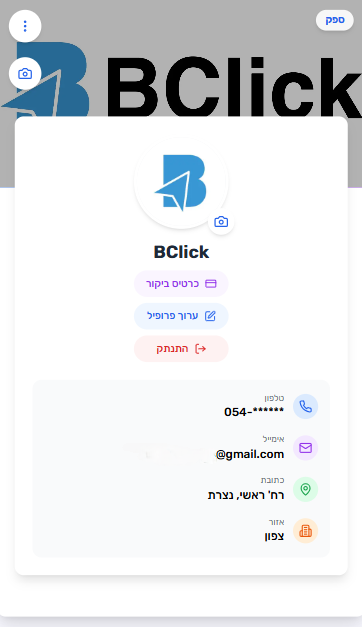 ספק
BClick
BClick
כרטיס ביקור
ערוך פרופיל
התנתק
טלפון
054-******
אימייל
@gmail.com
כתובת
רח' ראשי, נצרת
אזור
צפון